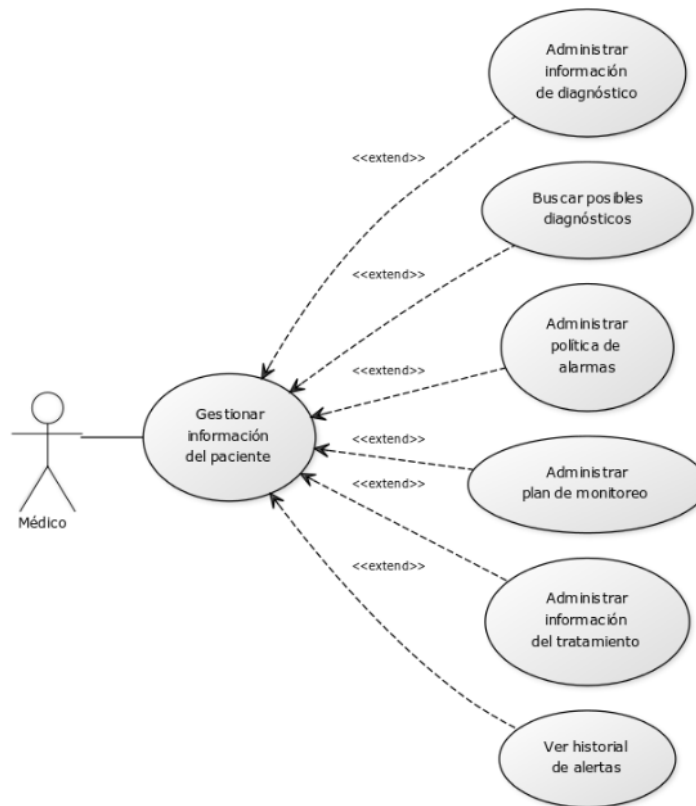 Administrar
información
de diagnóstico
<<extend>>
Buscar posibles
diagnósticos
<<extend>>
Administrar
política de
alarmas
<<extend>>
Gestionar
información
del paciente
Médico
<<extend>>
Administrar
plan de monitoreo
<<extend>>
Administrar
información
del tratamiento
<<extend>>
Ver historial
de alertas